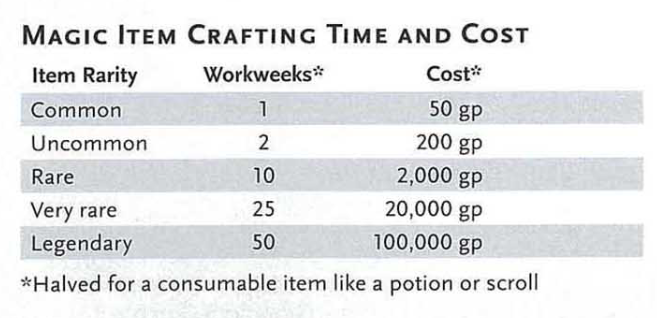 MAGIC ITEM CRAFTING TIME AND COST
Item Rarity Workweeks* Cost*
Common 1 50 gp
Uncommon 2 200 gp
Rare 10 2,000 gp
Very rare 25 20,000 gp
Legendary 50 100,000 gp
*Halved for a consumable item like a potion or scroll